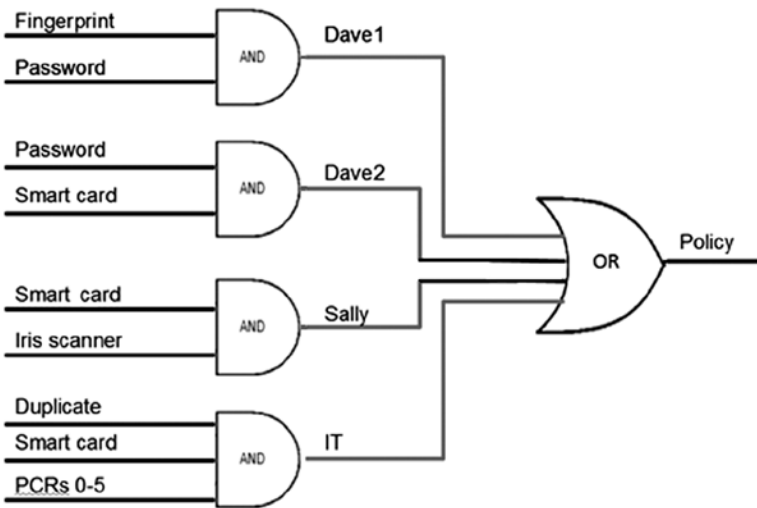 Fingerprint
AND
Dave1
Password
Password
AND
Dave2
Smart card
Smart card
AND
Sally
Iris scanner
Duplicate
Smart card
AND
IT
PCRs 0-5
OR
Policy